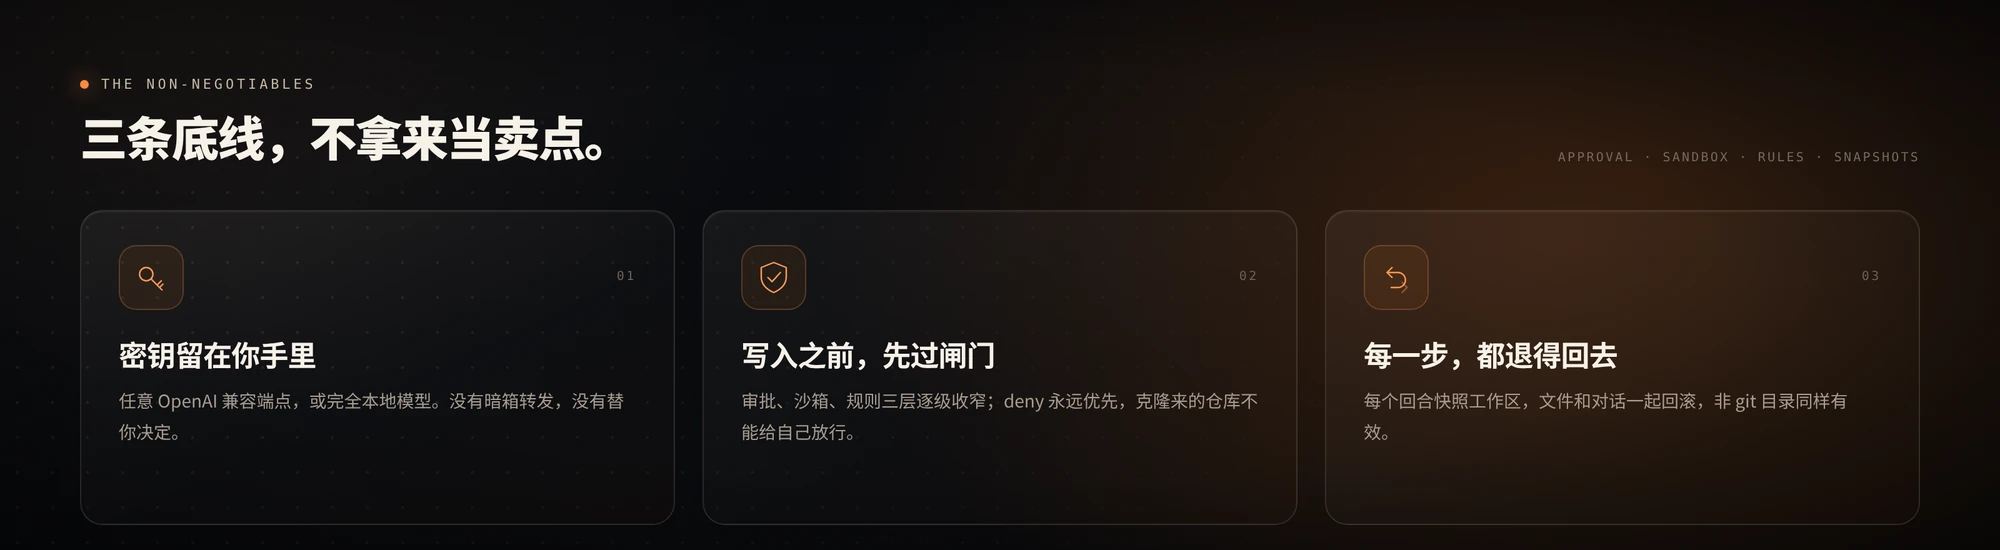 THE NON-NEGOTIABLES
三条底线，不拿来当卖点。
APPROVAL · SANDBOX · RULES · SNAPSHOTS
01
密钥留在你手里
任意 OpenAI 兼容端点，或完全本地模型。没有暗箱转发，没有替
你决定。
02
写入之前，先过闸门
审批、沙箱、规则三层逐级收窄；deny 永远优先，克隆来的仓库不
能给自己放行。
03
每一步，都退得回去
每个回合快照工作区，文件和对话一起回滚，非 git 目录同样有
效。